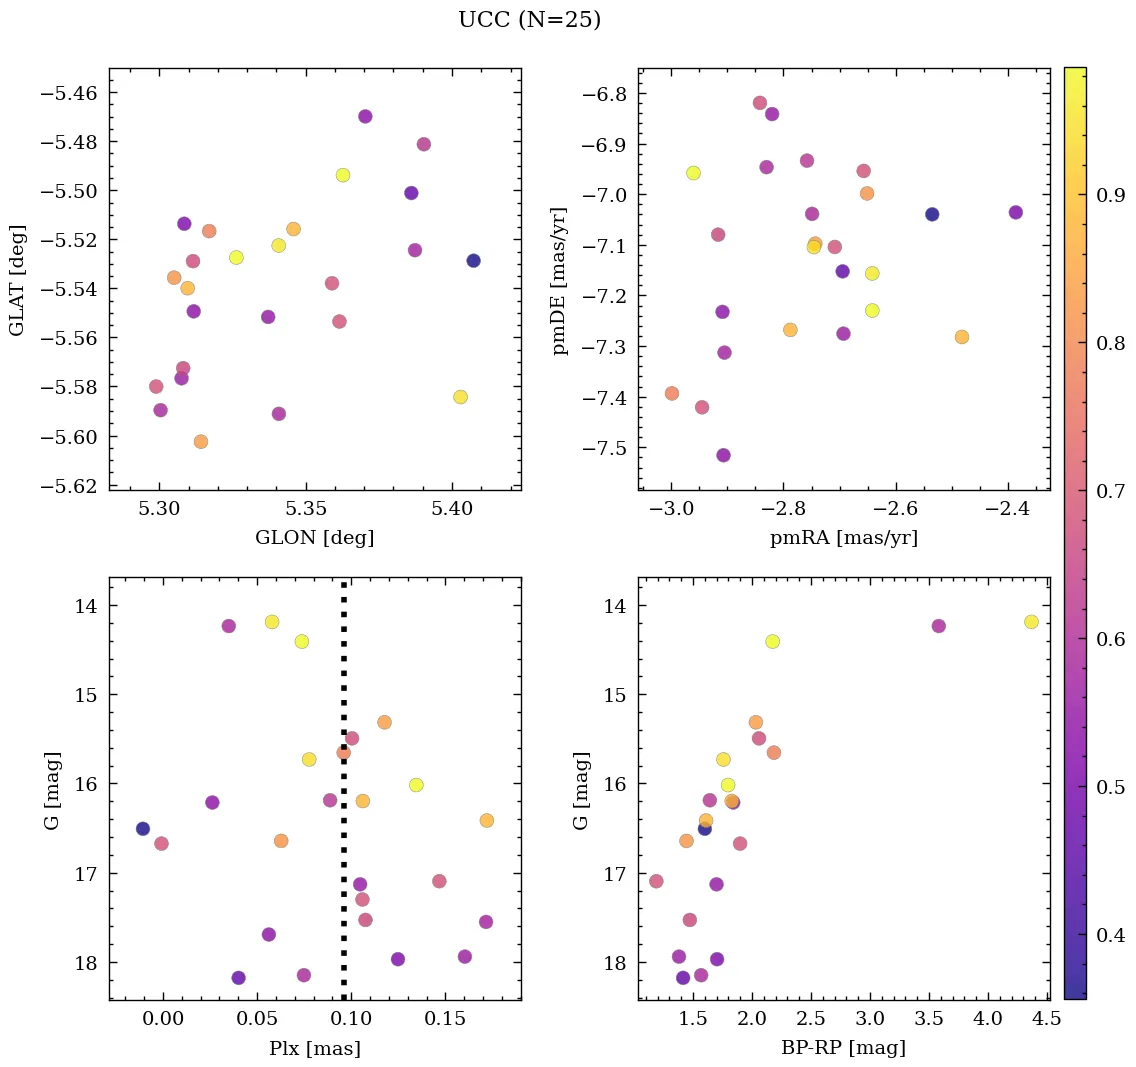 UCC (N=25)
−5.46
−5.48
−5.50
−5.52
−5.54
−5.56
−5.58
−5.60
−5.62
GLAT [deg]
5.30 5.35 5.40
GLON [deg]
−6.8
−6.9
−7.0
−7.1
−7.2
−7.3
−7.4
−7.5
pmDE [mas/yr]
−3.0 −2.8 −2.6 −2.4
pmRA [mas/yr]
14
15
16
17
18
G [mag]
0.00 0.05 0.10 0.15
Plx [mas]
14
15
16
17
18
G [mag]
1.5 2.0 2.5 3.0 3.5 4.0 4.5
BP-RP [mag]
0.9
0.8
0.7
0.6
0.5
0.4